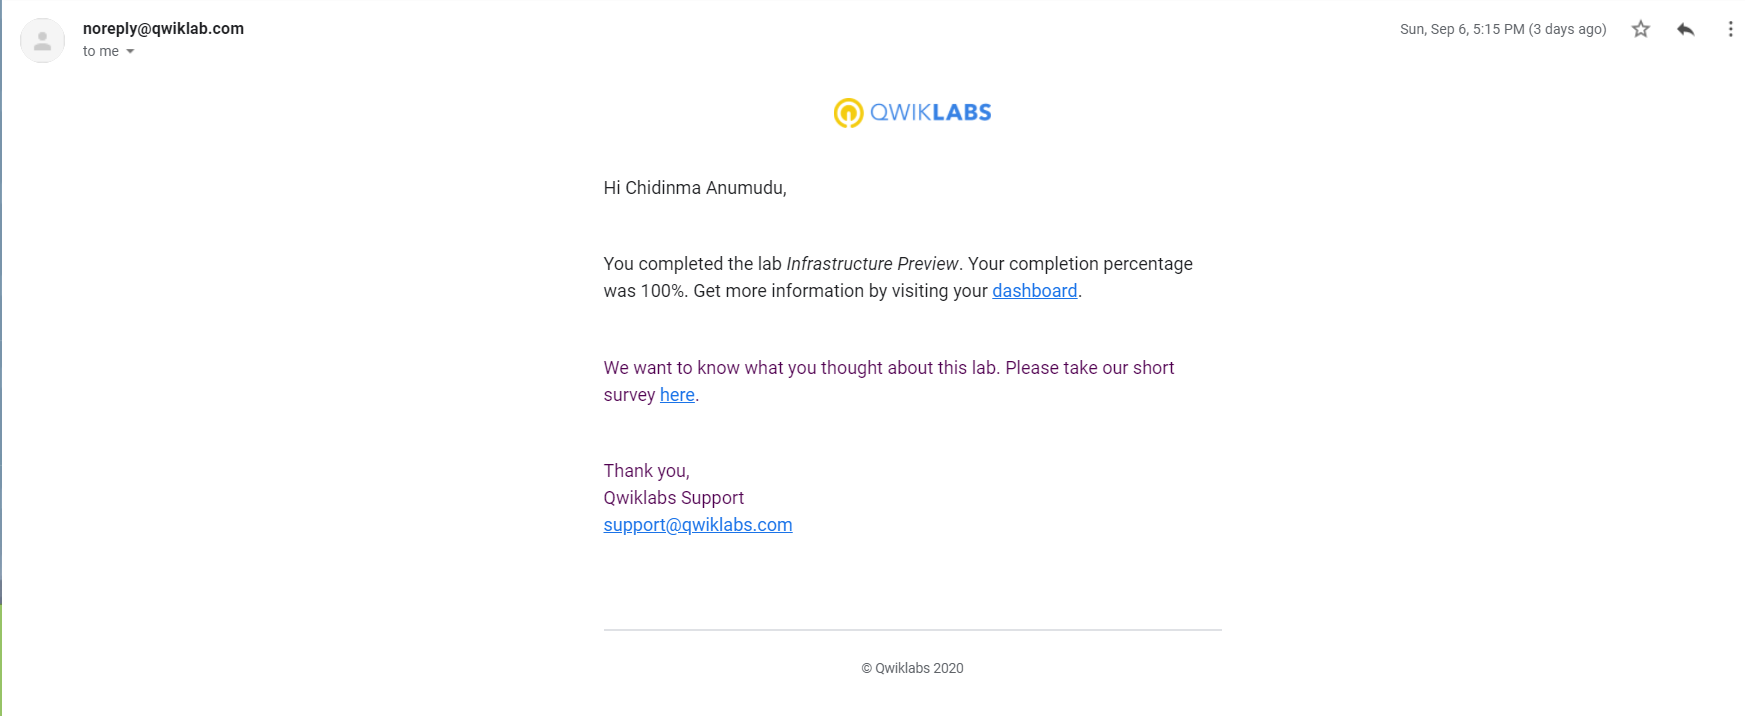 noreply@qwiklab.com
Sun, Sep 6, 5:15 PM (3 days ago)
to me
QWIKLABS
Hi Chidinma Anumudu,
You completed the lab Infrastructure Preview. Your completion percentage
was 100%. Get more information by visiting your dashboard.
We want to know what you thought about this lab. Please take our short
survey here.
Thank you,
Qwiklabs Support
support@qwiklabs.com
© Qwiklabs 2020